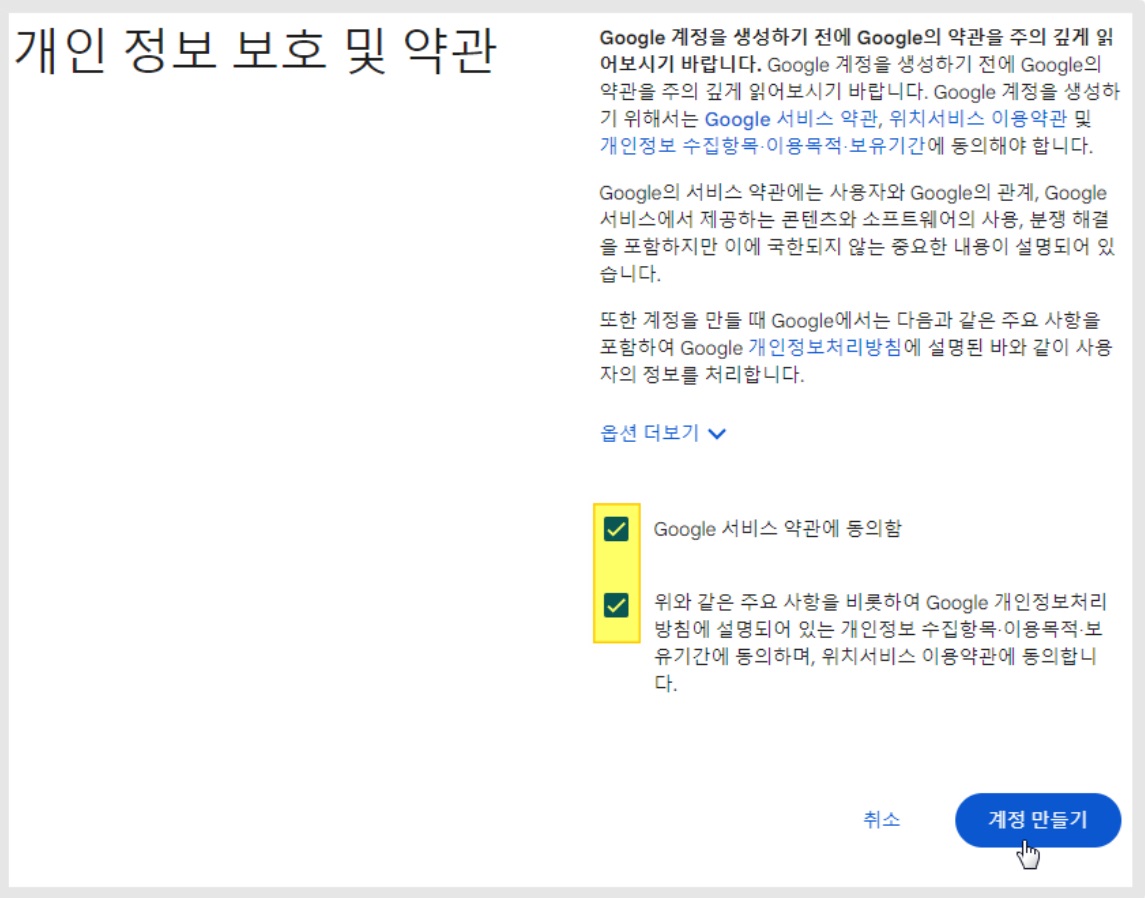 개인 정보 보호 및 약관
Google 계정을 생성하기 전에 Google의 약관을 주의 깊게 읽
어보시기 바랍니다. Google 계정을 생성하기 전에 Google의
약관을 주의 깊게 읽어보시기 바랍니다. Google 계정을 생성하
기 위해서는 Google 서비스 약관, 위치서비스 이용약관 및
개인정보 수집항목·이용목적·보유기간에 동의해야 합니다.
Google의 서비스 약관에는 사용자와 Google의 관계, Google
서비스에서 제공하는 콘텐츠와 소프트웨어의 사용, 분쟁 해결
을 포함하지만 이에 국한되지 않는 중요한 내용이 설명되어 있
습니다.
또한 계정을 만들 때 Google에서는 다음과 같은 주요 사항을
포함하여 Google 개인정보처리방침에 설명된 바와 같이 사용
자의 정보를 처리합니다.
옵션 더보기
Google 서비스 약관에 동의함
위와 같은 주요 사항을 비롯하여 Google 개인정보처리
방침에 설명되어 있는 개인정보 수집항목·이용목적·보
유기간에 동의하며, 위치서비스 이용약관에 동의합니
다.
취소
계정 만들기